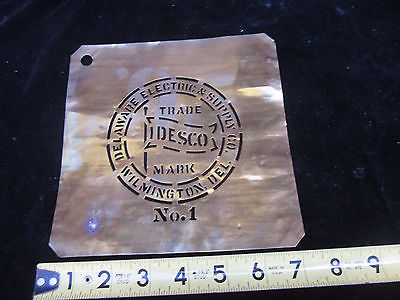 DELAWARE ELECTRIC & SUPPLY CO.
TRADE
DESCO
MARK
WILMINGTON, DEL.
No. 1
1 2 3 4 5 6 7 8 9